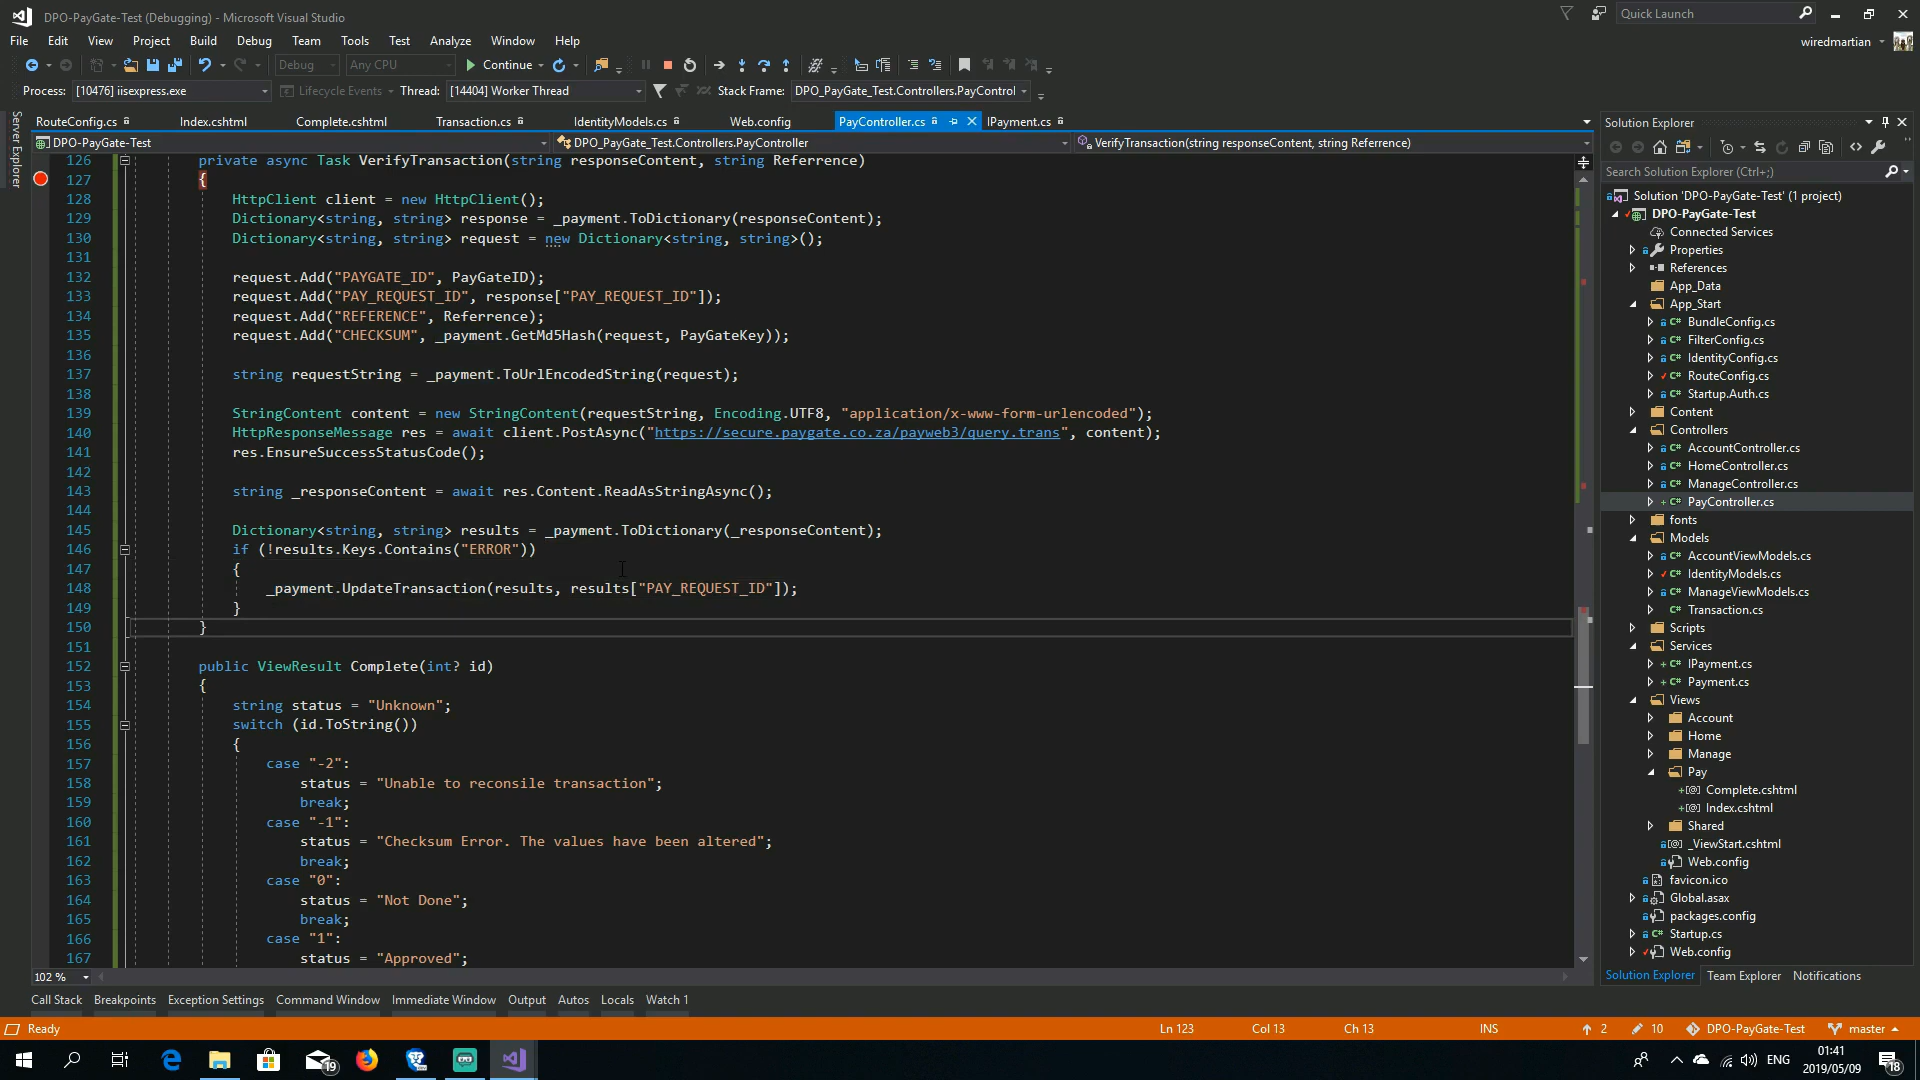 DPO-PayGate-Test (Debugging) - Microsoft Visual Studio
Quick Launch
File Edit View Project Build Debug Team Tools Test Analyze Window Help
wiredmartian
Debug Any CPU Continue
Process: [10476] iisexpress.exe Lifecycle Events Thread: [14404] Worker Thread Stack Frame: DPO_PayGate_Test.Controllers.PayControl
Server Explorer
RouteConfig.cs Index.cshtml Complete.cshtml Transaction.cs IdentityModels.cs Web.config PayController.cs IPayment.cs
DPO-PayGate-Test DPO_PayGate_Test.Controllers.PayController VerifyTransaction(string responseContent, string Referrence)
126 private async Task VerifyTransaction(string responseContent, string Referrence)
127 {
128 HttpClient client = new HttpClient();
129 Dictionary<string, string> response = _payment.ToDictionary(responseContent);
130 Dictionary<string, string> request = new Dictionary<string, string>();
131
132 request.Add("PAYGATE_ID", PayGateID);
133 request.Add("PAY_REQUEST_ID", response["PAY_REQUEST_ID"]);
134 request.Add("REFERENCE", Referrence);
135 request.Add("CHECKSUM", _payment.GetMd5Hash(request, PayGateKey));
136
137 string requestString = _payment.ToUrlEncodedString(request);
138
139 StringContent content = new StringContent(requestString, Encoding.UTF8, "application/x-www-form-urlencoded");
140 HttpResponseMessage res = await client.PostAsync("https://secure.paygate.co.za/payweb3/query.trans", content);
141 res.EnsureSuccessStatusCode();
142
143 string _responseContent = await res.Content.ReadAsStringAsync();
144
145 Dictionary<string, string> results = _payment.ToDictionary(_responseContent);
146 if (!results.Keys.Contains("ERROR"))
147 {
148 _payment.UpdateTransaction(results, results["PAY_REQUEST_ID"]);
149 }
150 }
151
152 public ViewResult Complete(int? id)
153 {
154 string status = "Unknown";
155 switch (id.ToString())
156 {
157 case "-2":
158 status = "Unable to reconsile transaction";
159 break;
160 case "-1":
161 status = "Checksum Error. The values have been altered";
162 break;
163 case "0":
164 status = "Not Done";
165 break;
166 case "1":
167 status = "Approved";
102 %
Solution Explorer
Search Solution Explorer (Ctrl+;)
Solution 'DPO-PayGate-Test' (1 project)
DPO-PayGate-Test
Connected Services
Properties
References
App_Data
App_Start
BundleConfig.cs
FilterConfig.cs
IdentityConfig.cs
RouteConfig.cs
Startup.Auth.cs
Content
Controllers
AccountController.cs
HomeController.cs
ManageController.cs
PayController.cs
fonts
Models
AccountViewModels.cs
IdentityModels.cs
ManageViewModels.cs
Transaction.cs
Scripts
Services
IPayment.cs
Payment.cs
Views
Account
Home
Manage
Pay
Complete.cshtml
Index.cshtml
Shared
_ViewStart.cshtml
Web.config
favicon.ico
Global.asax
packages.config
Startup.cs
Web.config
Solution Explorer Team Explorer Notifications
Call Stack Breakpoints Exception Settings Command Window Immediate Window Output Autos Locals Watch 1
Ready Ln 123 Col 13 Ch 13 INS 2 10 DPO-PayGate-Test master
19 ENG 01:41
2019/05/09 18